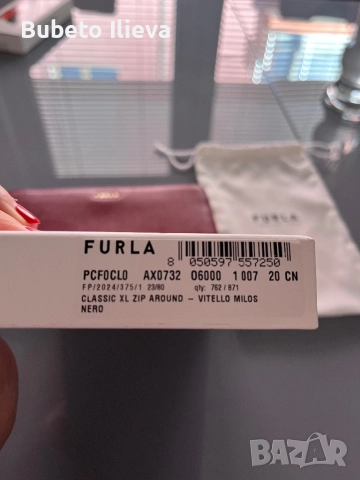 Bubeto Ilieva
FURLA
FURLA
8 050597 557250
PCF0CL0 AX0732 O6000 1 007 20 CN
FP/2024/375/1 23/80 qty: 762 / 871
CLASSIC XL ZIP AROUND – VITELLO MILOS
NERO
BAZAR